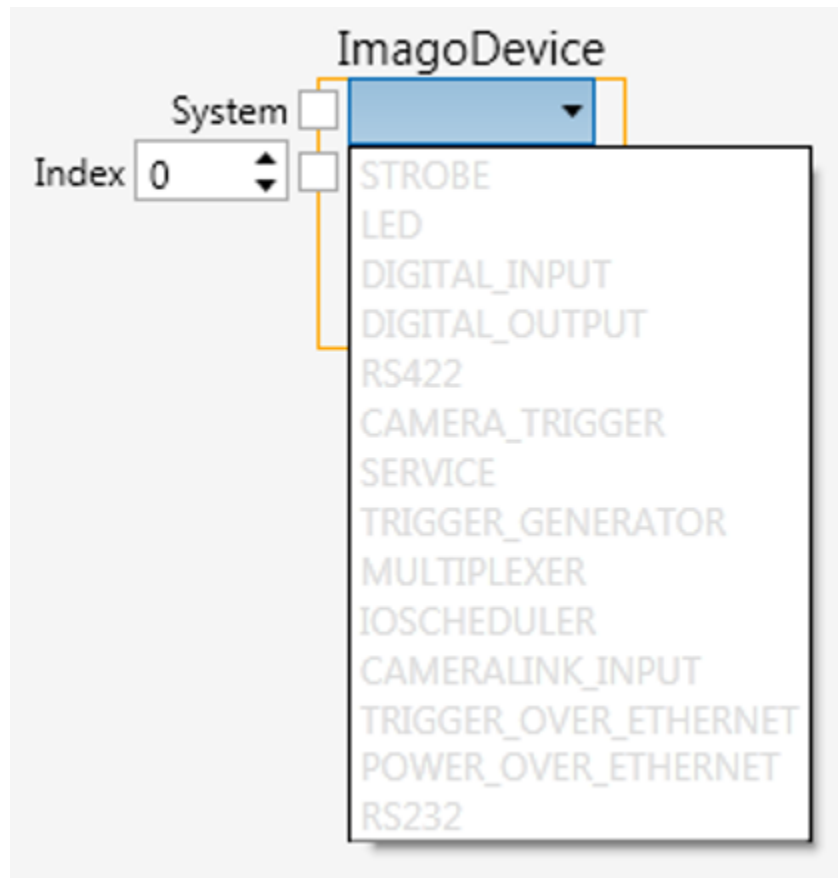 ImagoDevice
System
Index 0
STROBE
LED
DIGITAL_INPUT
DIGITAL_OUTPUT
RS422
CAMERA_TRIGGER
SERVICE
TRIGGER_GENERATOR
MULTIPLEXER
IOSCHEDULER
CAMERALINK_INPUT
TRIGGER_OVER_ETHERNET
POWER_OVER_ETHERNET
RS232